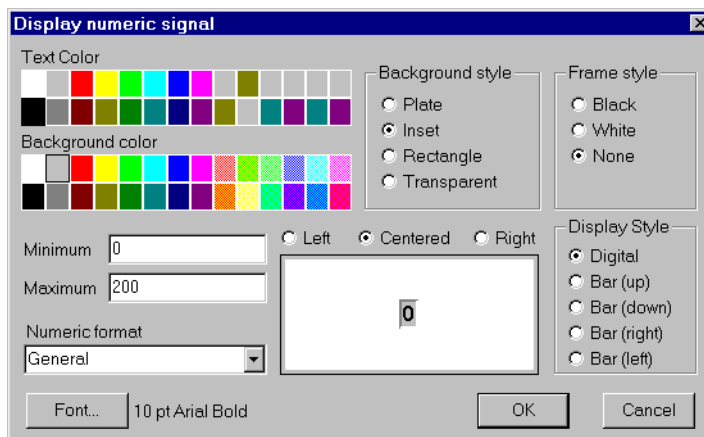 Display numeric signal
Text Color
Background color
Background style
Plate
Inset
Rectangle
Transparent
Frame style
Black
White
None
Minimum 0
Maximum 200
Numeric format
General
Left Centered Right
0
Display Style
Digital
Bar (up)
Bar (down)
Bar (right)
Bar (left)
Font... 10 pt Arial Bold
OK Cancel